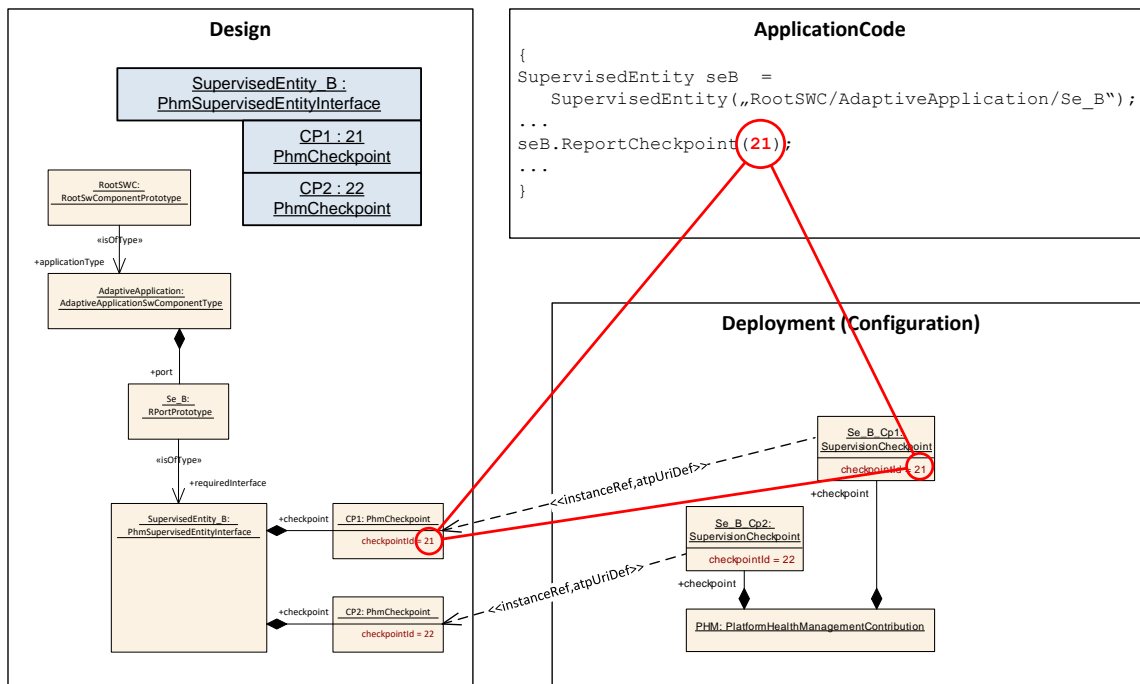 Design
SupervisedEntity_B :
PhmSupervisedEntityInterface
CP1 : 21
PhmCheckpoint
CP2 : 22
PhmCheckpoint
RootSWC:
RootSwComponentPrototype
«isOfType»
+applicationType
AdaptiveApplication:
AdaptiveApplicationSwComponentType
+port
Se_B:
RPortPrototype
«isOfType»
+requiredInterface
SupervisedEntity_B:
PhmSupervisedEntityInterface
+checkpoint
CP1: PhmCheckpoint
checkpointId = 21
+checkpoint
CP2: PhmCheckpoint
checkpointId = 22
ApplicationCode
{
SupervisedEntity seB =
SupervisedEntity(„RootSWC/AdaptiveApplication/Se_B“);
...
seB.ReportCheckpoint(21);
...
}
Deployment (Configuration)
Se_B_Cp1:
SupervisionCheckpoint
checkpointId = 21
+checkpoint
<<instanceRef,atpUriDef>>
Se_B_Cp2:
SupervisionCheckpoint
checkpointId = 22
+checkpoint
<<instanceRef,atpUriDef>>
PHM: PlatformHealthManagementContribution